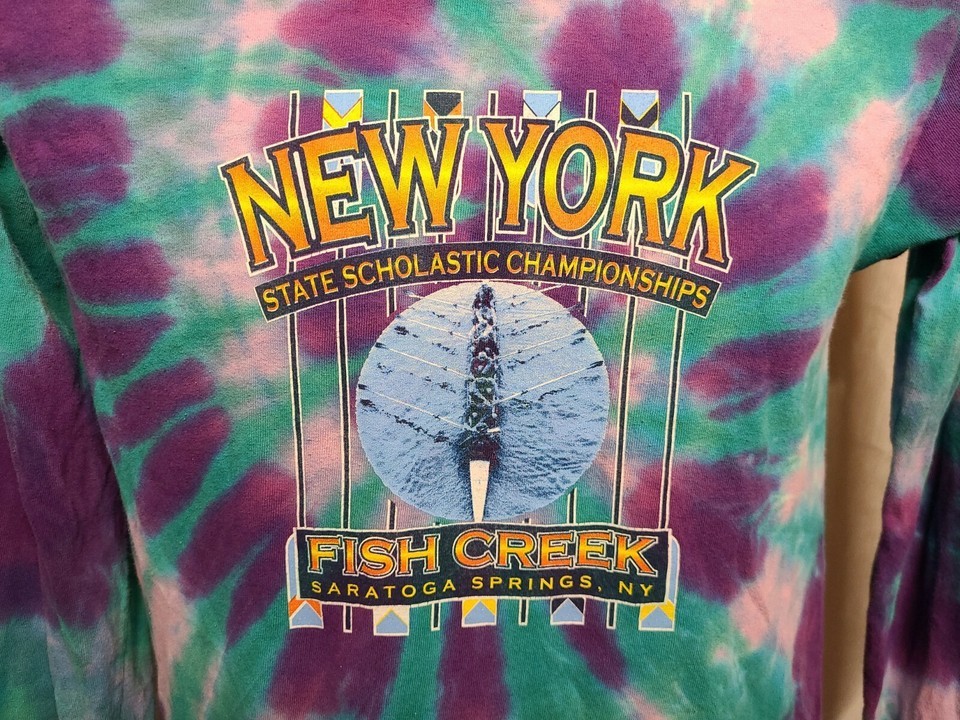 NEW YORK
STATE SCHOLASTIC CHAMPIONSHIPS
FISH CREEK
SARATOGA SPRINGS, NY